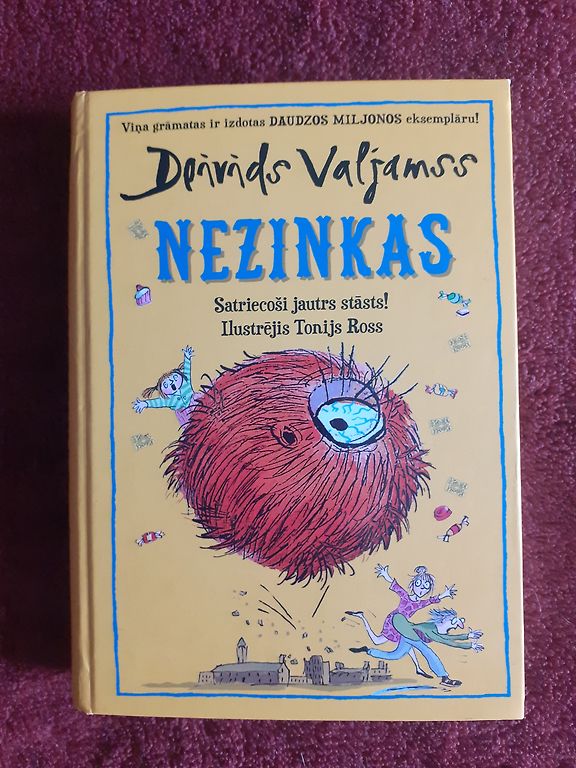 Viņa grāmatas ir izdotas DAUDZOS MILJONOS eksemplāru!
Deivids Valjamss
NEZINKAS
Satriecoši jautrs stāsts!
Ilustrējis Tonijs Ross